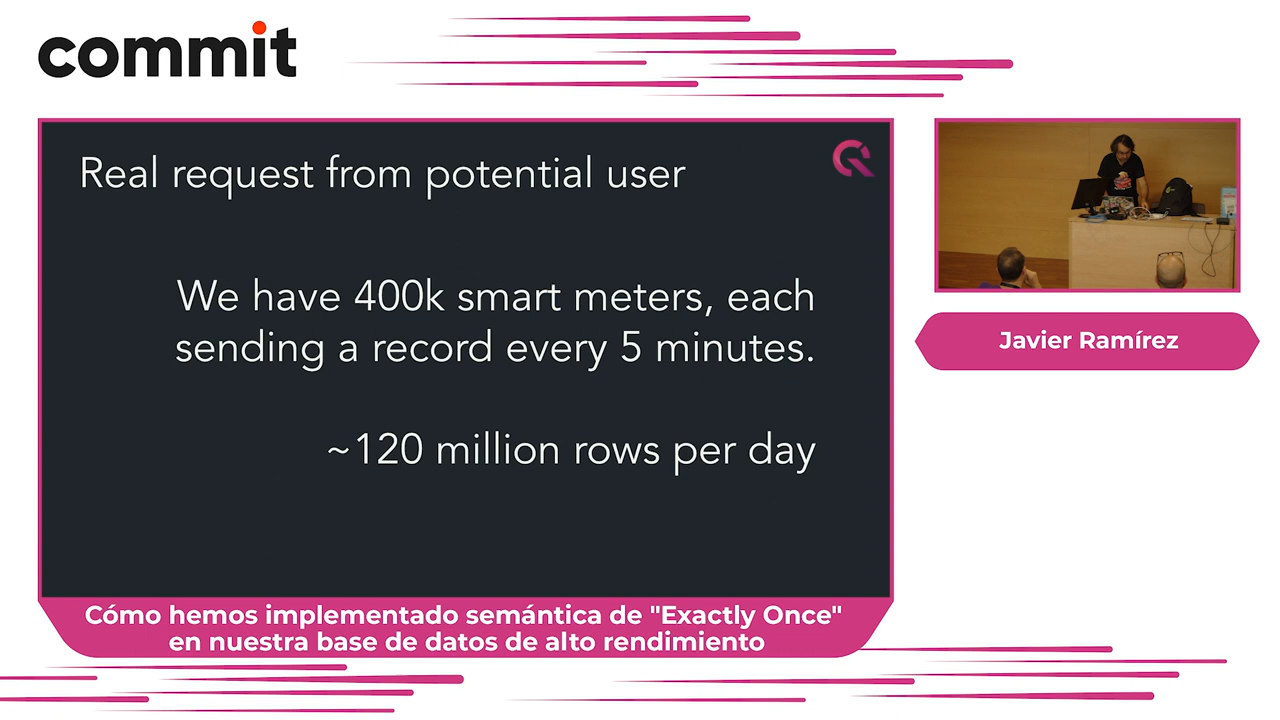 commit
Real request from potential user
We have 400k smart meters, each
sending a record every 5 minutes.
~120 million rows per day
Javier Ramírez
Cómo hemos implementado semántica de "Exactly Once"
en nuestra base de datos de alto rendimiento